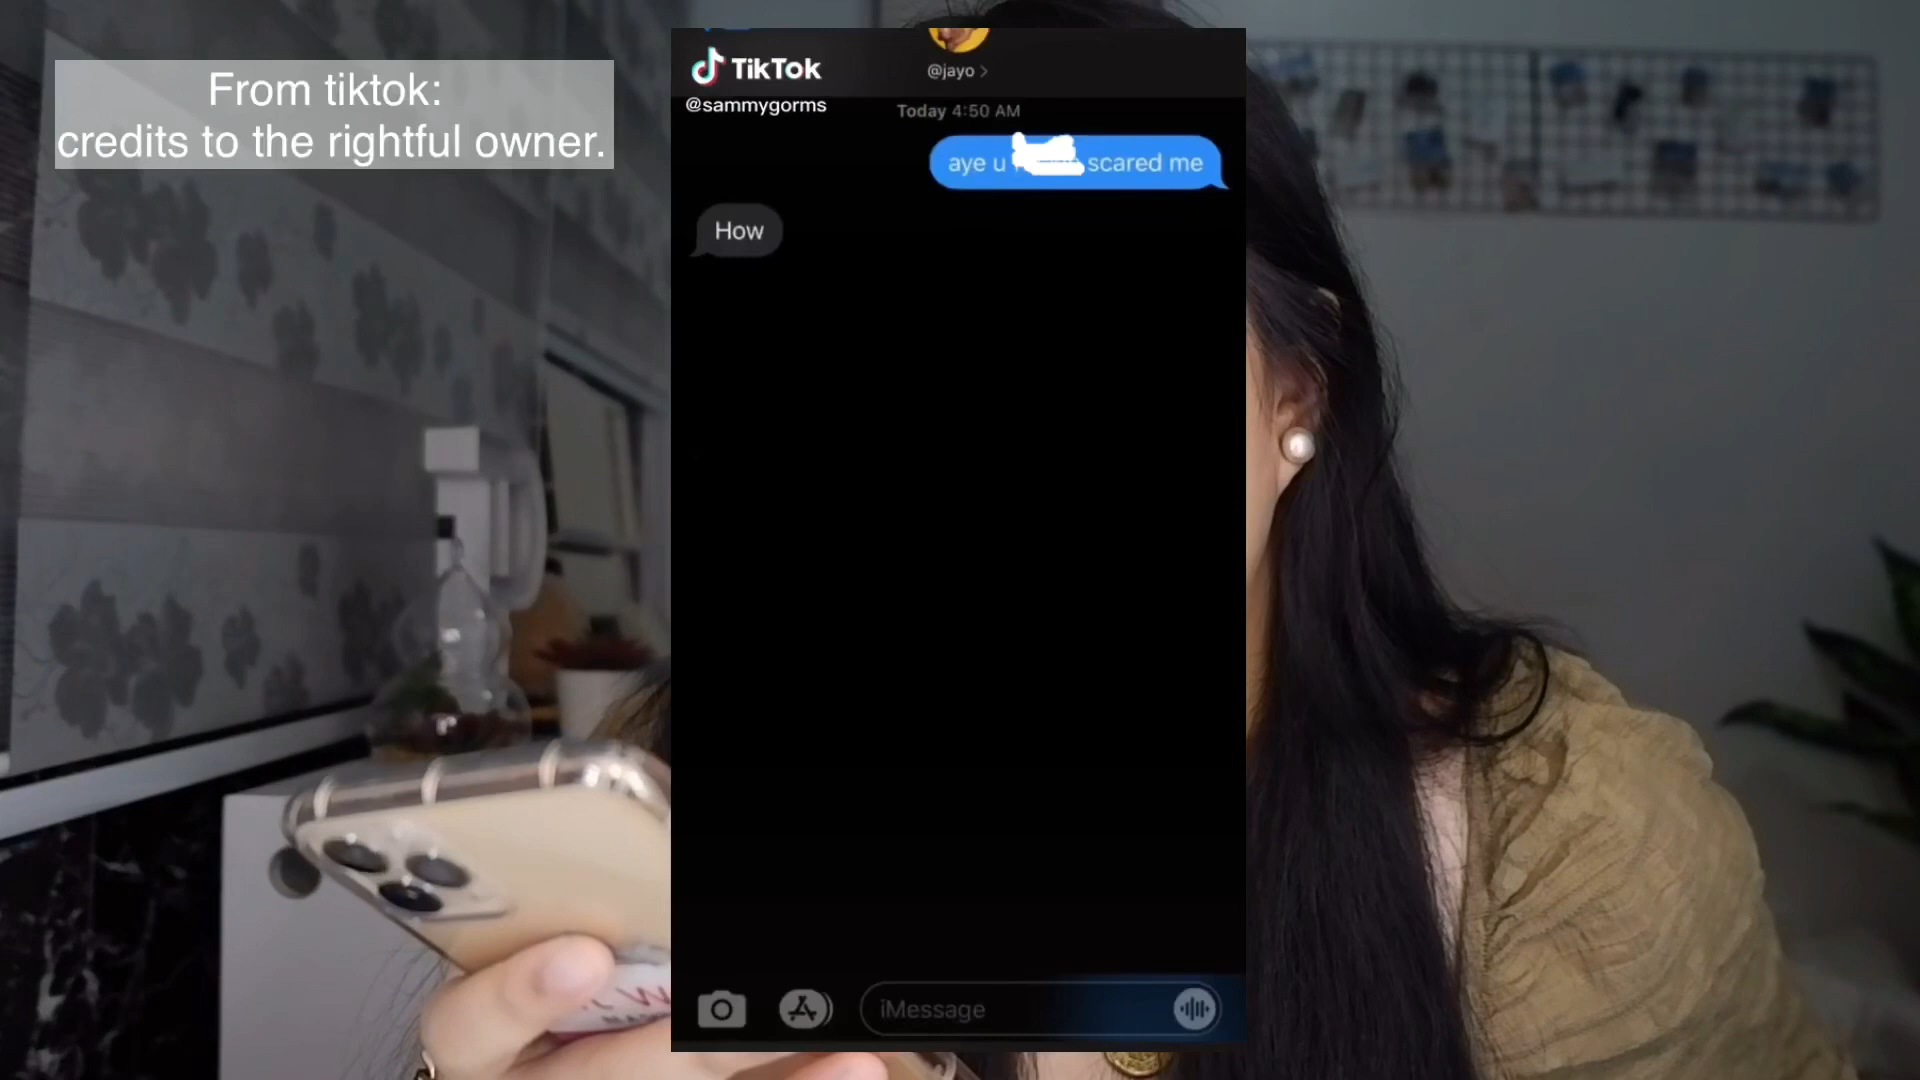 From tiktok:
credits to the rightful owner.
TikTok
@sammygorms
@jayo
Today 4:50 AM
aye u scared me
How
iMessage